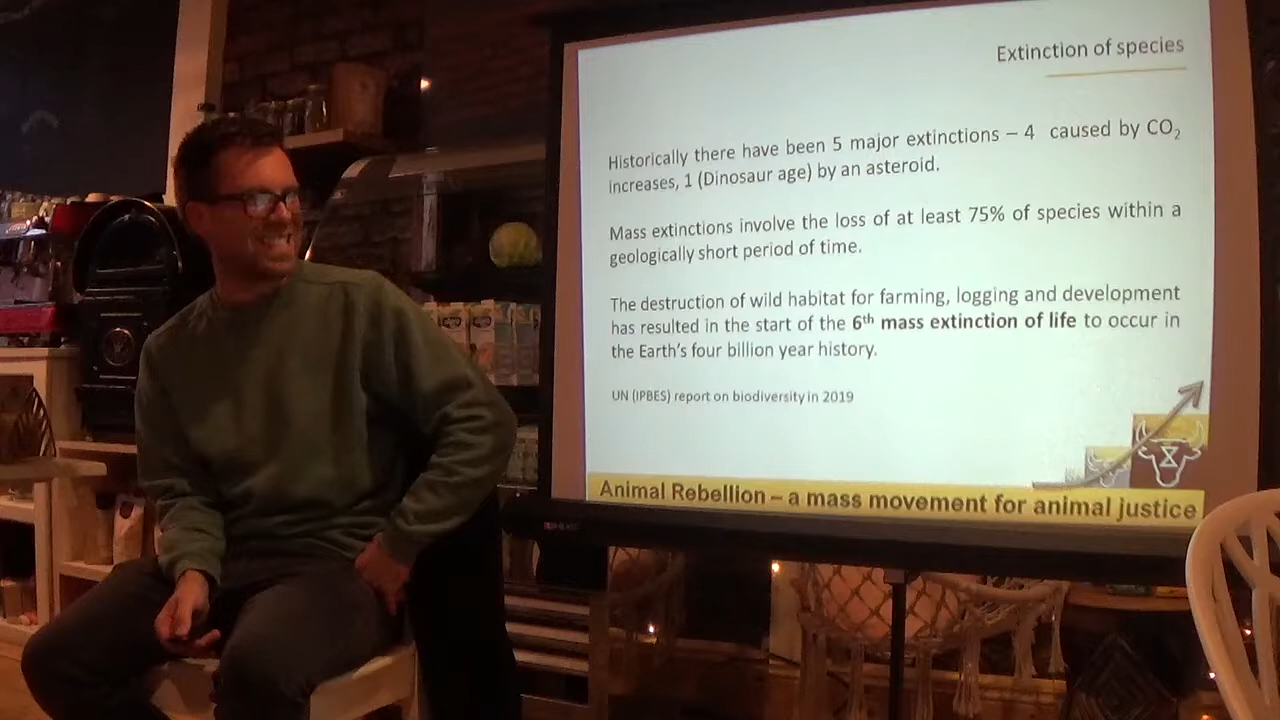 Extinction of species
Historically there have been 5 major extinctions – 4 caused by CO₂
increases, 1 (Dinosaur age) by an asteroid.
Mass extinctions involve the loss of at least 75% of species within a
geologically short period of time.
The destruction of wild habitat for farming, logging and development
has resulted in the start of the 6th mass extinction of life to occur in
the Earth's four billion year history.
UN (IPBES) report on biodiversity in 2019
Animal Rebellion – a mass movement for animal justice